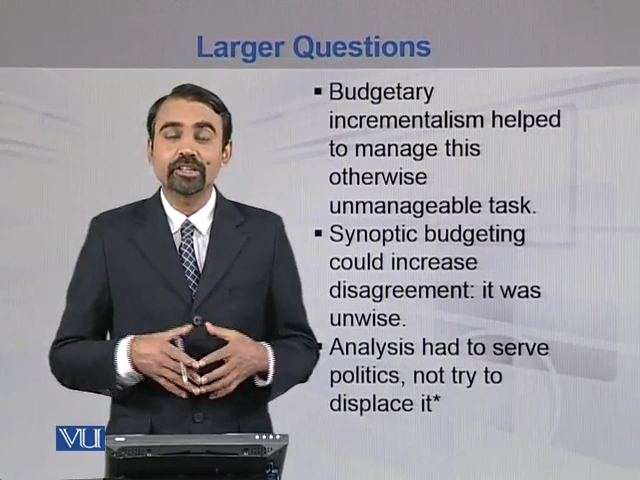 Larger Questions
▪ Budgetary
incrementalism helped
to manage this
otherwise
unmanageable task.
▪ Synoptic budgeting
could increase
disagreement: it was
unwise.
▪ Analysis had to serve
politics, not try to
displace it*
VU